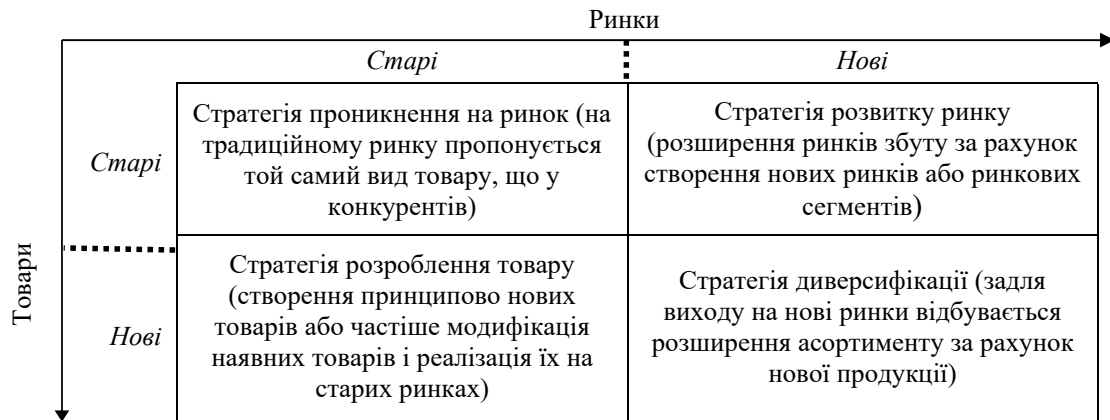 Ринки
Старі
Нові
Товари
Старі
Стратегія проникнення на ринок (на
традиційному ринку пропонується
той самий вид товару, що у
конкурентів)
Стратегія розвитку ринку
(розширення ринків збуту за рахунок
створення нових ринків або ринкових
сегментів)
Нові
Стратегія розроблення товару
(створення принципово нових
товарів або частіше модифікація
наявних товарів і реалізація їх на
старих ринках)
Стратегія диверсифікації (задля
виходу на нові ринки відбувається
розширення асортименту за рахунок
нової продукції)